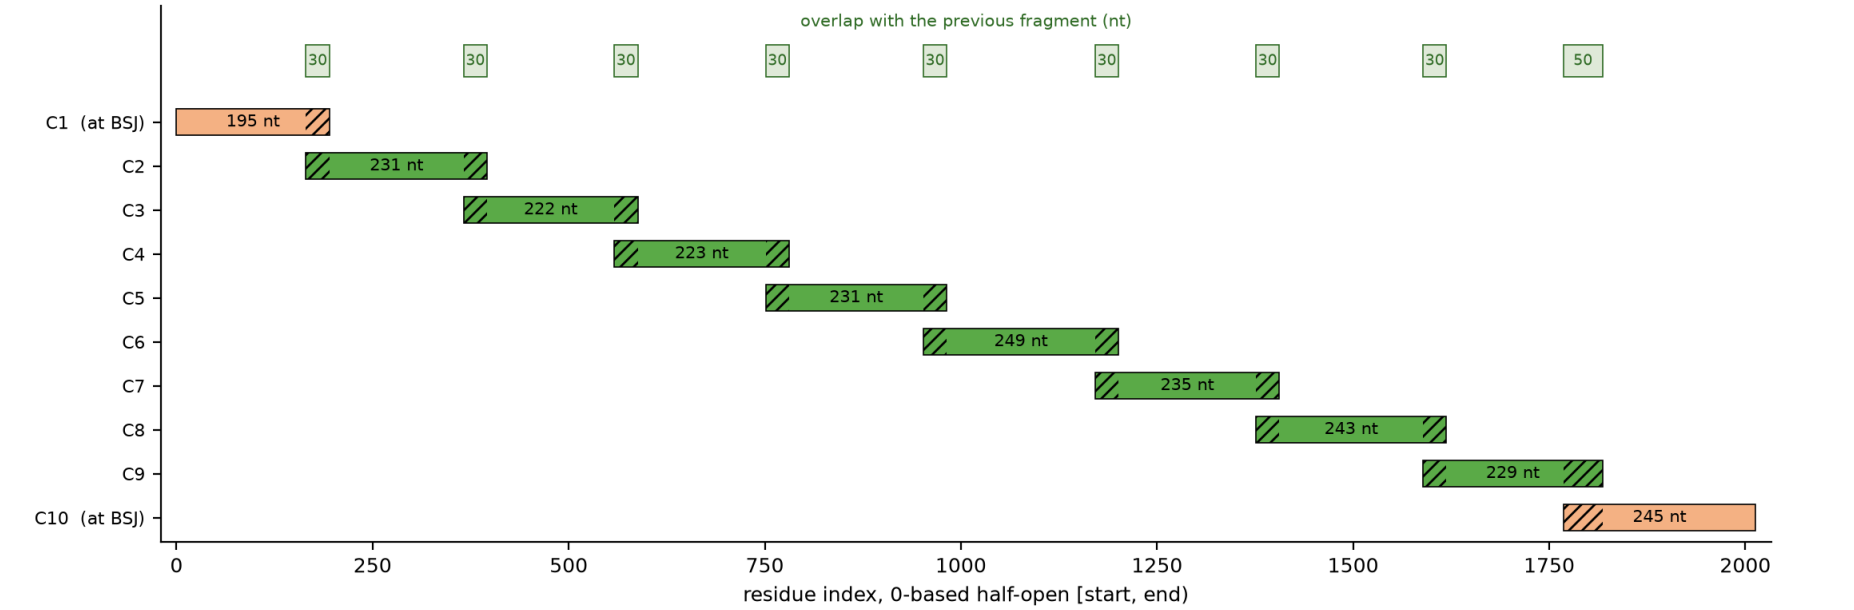 overlap with the previous fragment (nt)
30 30 30 30 30 30 30 30 50
C1 (at BSJ) 195 nt
C2 231 nt
C3 222 nt
C4 223 nt
C5 231 nt
C6 249 nt
C7 235 nt
C8 243 nt
C9 229 nt
C10 (at BSJ) 245 nt
0 250 500 750 1000 1250 1500 1750 2000
residue index, 0-based half-open [start, end)